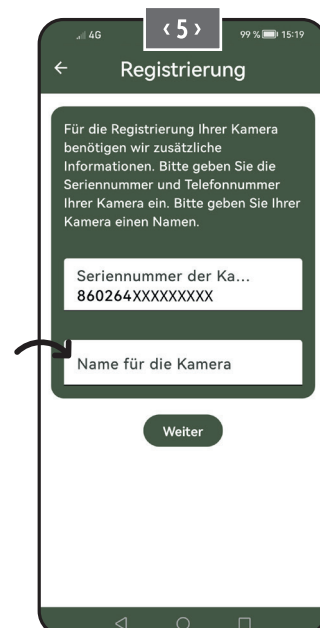 ‹ 5 ›
4G
99 % 15:19
Registrierung
Für die Registrierung Ihrer Kamera
benötigen wir zusätzliche
Informationen. Bitte geben Sie die
Seriennummer und Telefonnummer
Ihrer Kamera ein. Bitte geben Sie Ihrer
Kamera einen Namen.
Seriennummer der Ka...
860264XXXXXXXXX
Name für die Kamera
Weiter